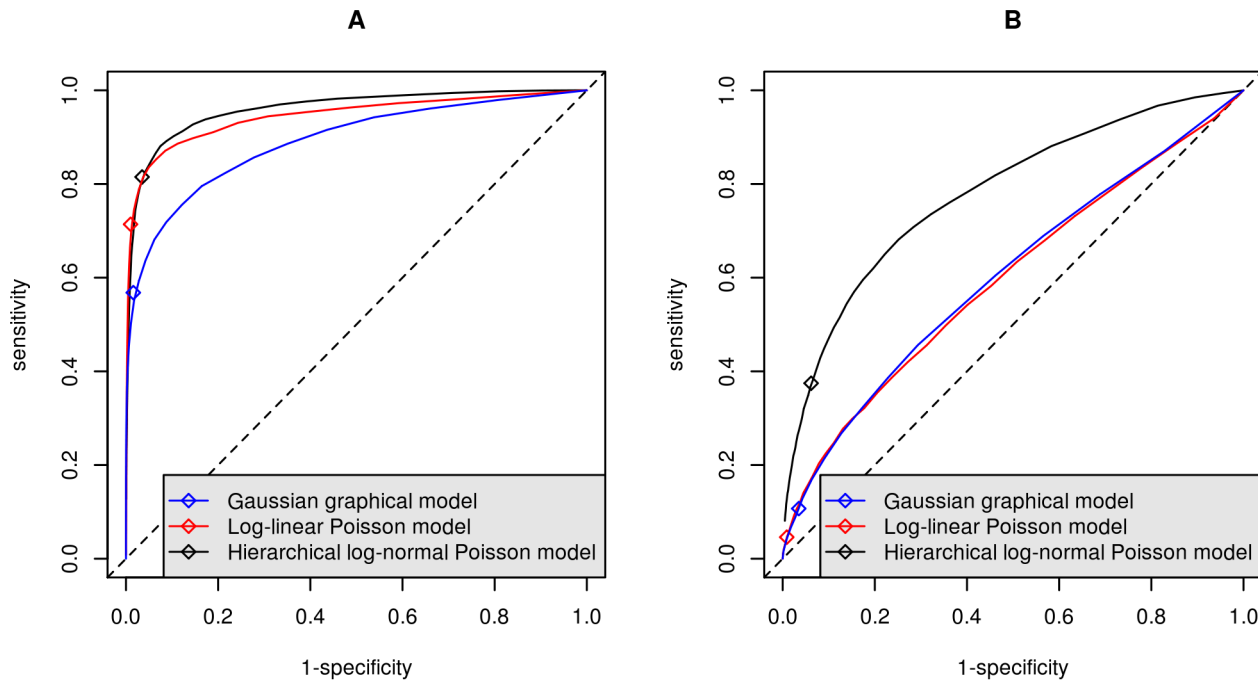 A
sensitivity
1.0
0.8
0.6
0.4
0.2
0.0
Gaussian graphical model
Log-linear Poisson model
Hierarchical log-normal Poisson model
0.0 0.2 0.4 0.6 0.8 1.0
1-specificity
B
sensitivity
1.0
0.8
0.6
0.4
0.2
0.0
Gaussian graphical model
Log-linear Poisson model
Hierarchical log-normal Poisson model
0.0 0.2 0.4 0.6 0.8 1.0
1-specificity